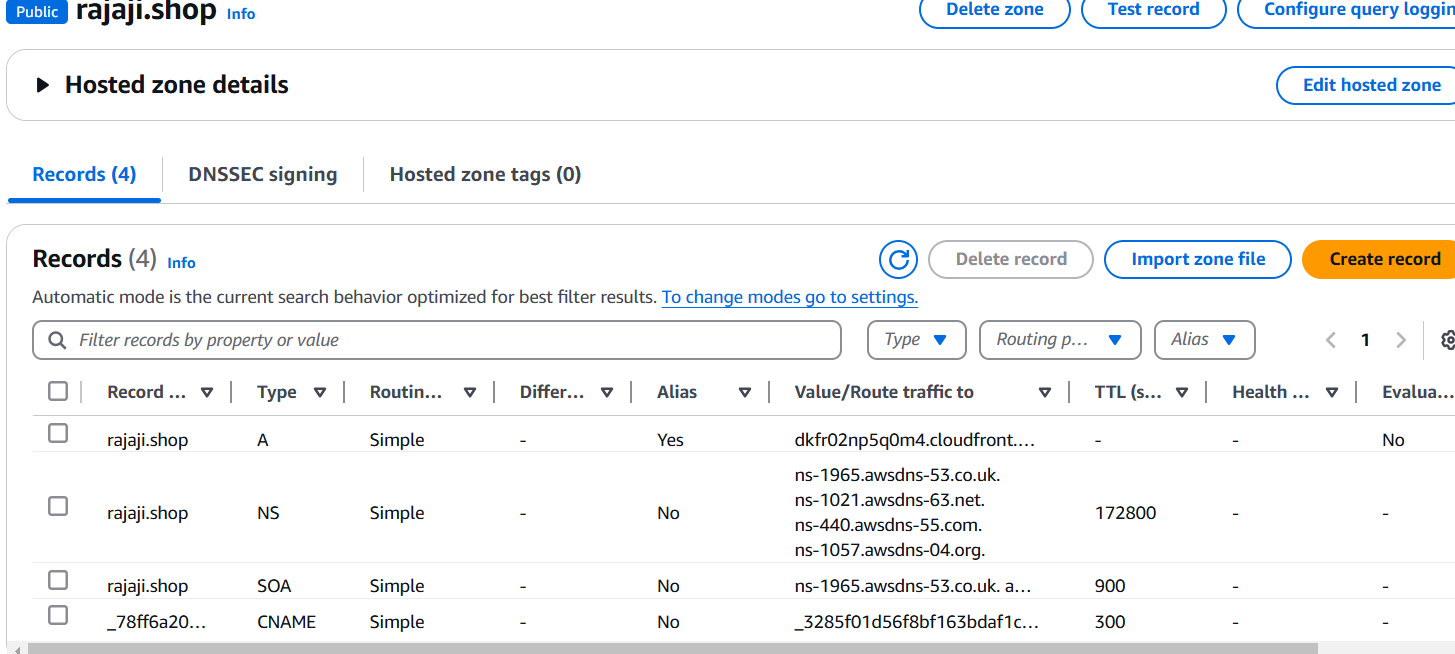 Public rajaji.shop Info Delete zone Test record Configure query loggin
Hosted zone details Edit hosted zone
Records (4) DNSSEC signing Hosted zone tags (0)
Records (4) Info Delete record Import zone file Create record
Automatic mode is the current search behavior optimized for best filter results. To change modes go to settings.
Filter records by property or value Type Routing p... Alias 1
Record ... Type Routin... Differ... Alias Value/Route traffic to TTL (s... Health ... Evalua...
rajaji.shop A Simple - Yes dkfr02np5q0m4.cloudfront.... - - No
ns-1965.awsdns-53.co.uk.
ns-1021.awsdns-63.net.
rajaji.shop NS Simple - No ns-440.awsdns-55.com. 172800 - -
ns-1057.awsdns-04.org.
rajaji.shop SOA Simple - No ns-1965.awsdns-53.co.uk. a... 900 - -
_78ff6a20... CNAME Simple - No _3285f01d56f8bf163bdaf1c... 300 - -